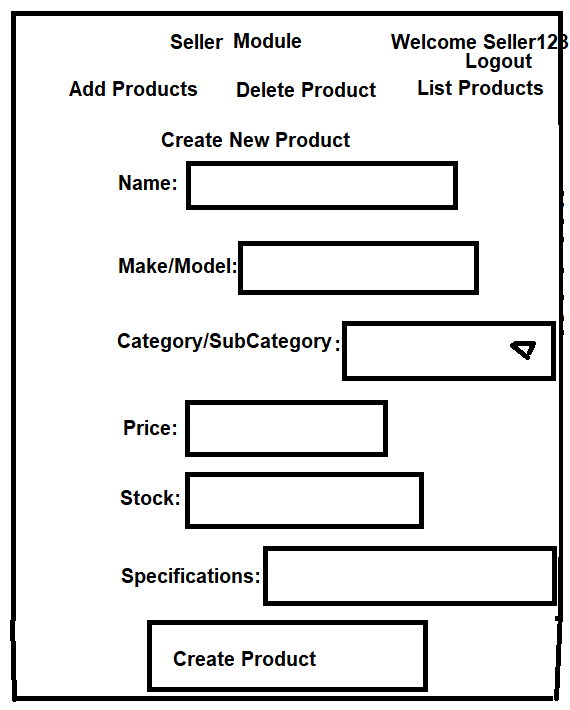 Seller Module Welcome Seller123
Logout
Add Products Delete Product List Products
Create New Product
Name:
Make/Model:
Category/SubCategory:
Price:
Stock:
Specifications:
Create Product